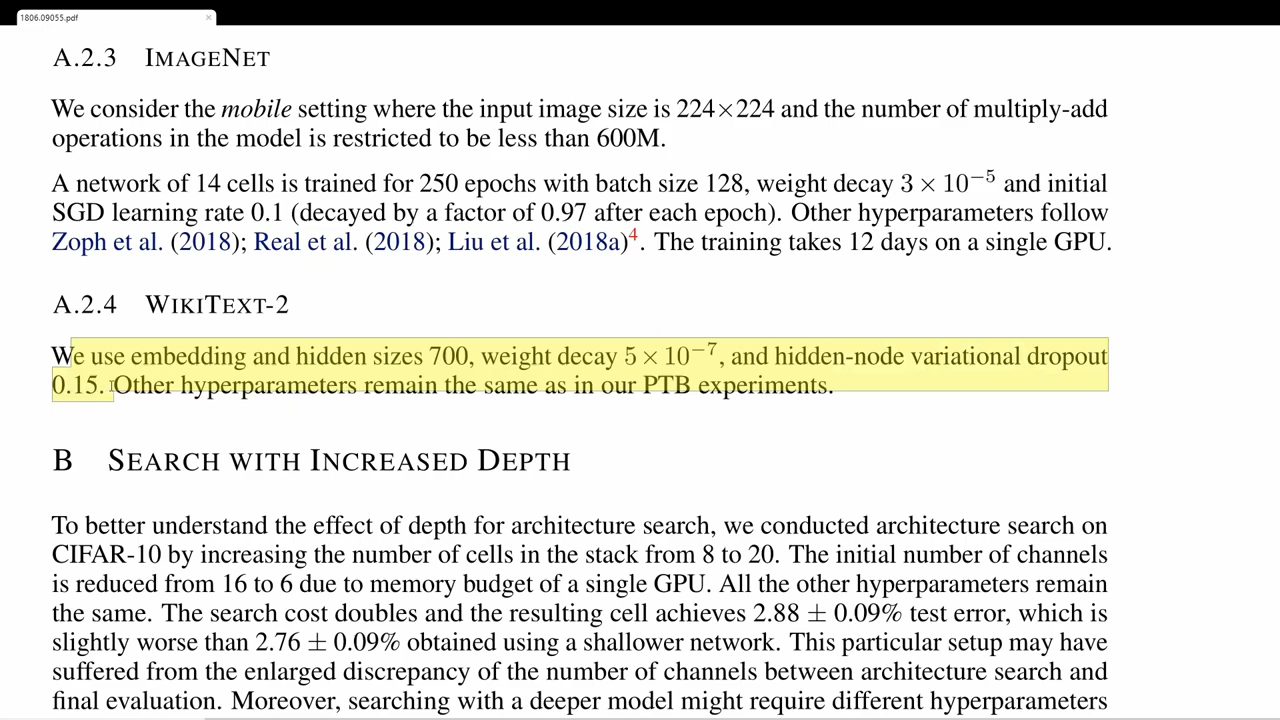 1806.09055.pdf ×
A.2.3 IMAGENET
We consider the mobile setting where the input image size is 224×224 and the number of multiply-add
operations in the model is restricted to be less than 600M.
A network of 14 cells is trained for 250 epochs with batch size 128, weight decay 3 × 10⁻⁵ and initial
SGD learning rate 0.1 (decayed by a factor of 0.97 after each epoch). Other hyperparameters follow
Zoph et al. (2018); Real et al. (2018); Liu et al. (2018a)⁴. The training takes 12 days on a single GPU.
A.2.4 WIKITEXT-2
We use embedding and hidden sizes 700, weight decay 5 × 10⁻⁷, and hidden-node variational dropout
0.15. Other hyperparameters remain the same as in our PTB experiments.
B SEARCH WITH INCREASED DEPTH
To better understand the effect of depth for architecture search, we conducted architecture search on
CIFAR-10 by increasing the number of cells in the stack from 8 to 20. The initial number of channels
is reduced from 16 to 6 due to memory budget of a single GPU. All the other hyperparameters remain
the same. The search cost doubles and the resulting cell achieves 2.88 ± 0.09% test error, which is
slightly worse than 2.76 ± 0.09% obtained using a shallower network. This particular setup may have
suffered from the enlarged discrepancy of the number of channels between architecture search and
final evaluation. Moreover, searching with a deeper model might require different hyperparameters